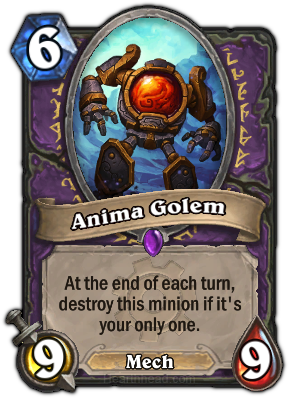 6
Anima Golem
At the end of each turn,
destroy this minion if it's
your only one.
9
Mech
9